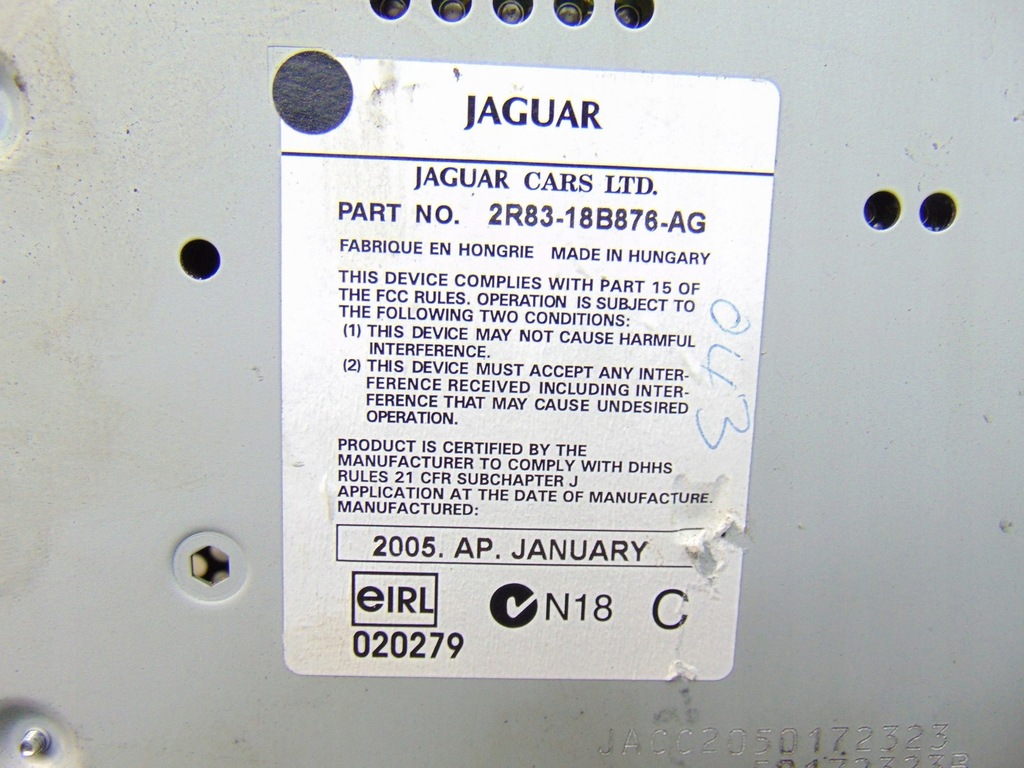 JAGUAR
JAGUAR CARS LTD.
PART NO. 2R83-18B876-AG
FABRIQUE EN HONGRIE MADE IN HUNGARY
THIS DEVICE COMPLIES WITH PART 15 OF
THE FCC RULES. OPERATION IS SUBJECT TO
THE FOLLOWING TWO CONDITIONS:
(1) THIS DEVICE MAY NOT CAUSE HARMFUL
INTERFERENCE.
(2) THIS DEVICE MUST ACCEPT ANY INTER-
FERENCE RECEIVED INCLUDING INTER-
FERENCE THAT MAY CAUSE UNDESIRED
OPERATION.
0413
PRODUCT IS CERTIFIED BY THE
MANUFACTURER TO COMPLY WITH DHHS
RULES 21 CFR SUBCHAPTER J
APPLICATION AT THE DATE OF MANUFACTURE.
MANUFACTURED:
2005. AP. JANUARY
eIRL
N18 C
020279
JACC2050172323